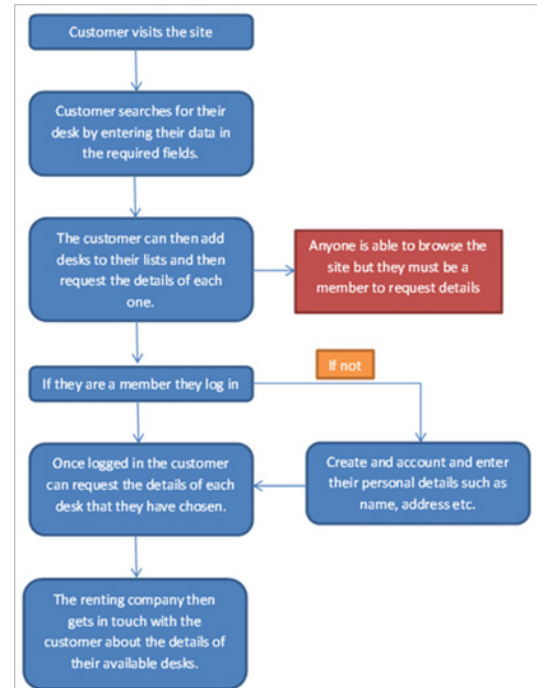 Customer visits the site
Customer searches for their
desk by entering their data in
the required fields.
The customer can then add
desks to their lists and then
request the details of each
one.
Anyone is able to browse the
site but they must be a
member to request details
If not
If they are a member they log in
Once logged in the customer
can request the details of each
desk that they have chosen.
Create and account and enter
their personal details such as
name, address etc.
The renting company then
gets in touch with the
customer about the details of
their available desks.